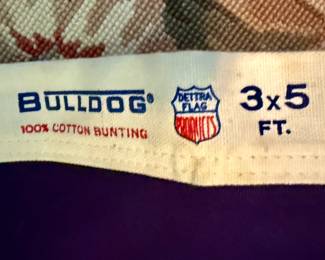 BULLDOG®
100% COTTON BUNTING
DETTRA
FLAG
PRODUCTS
3x5
FT.